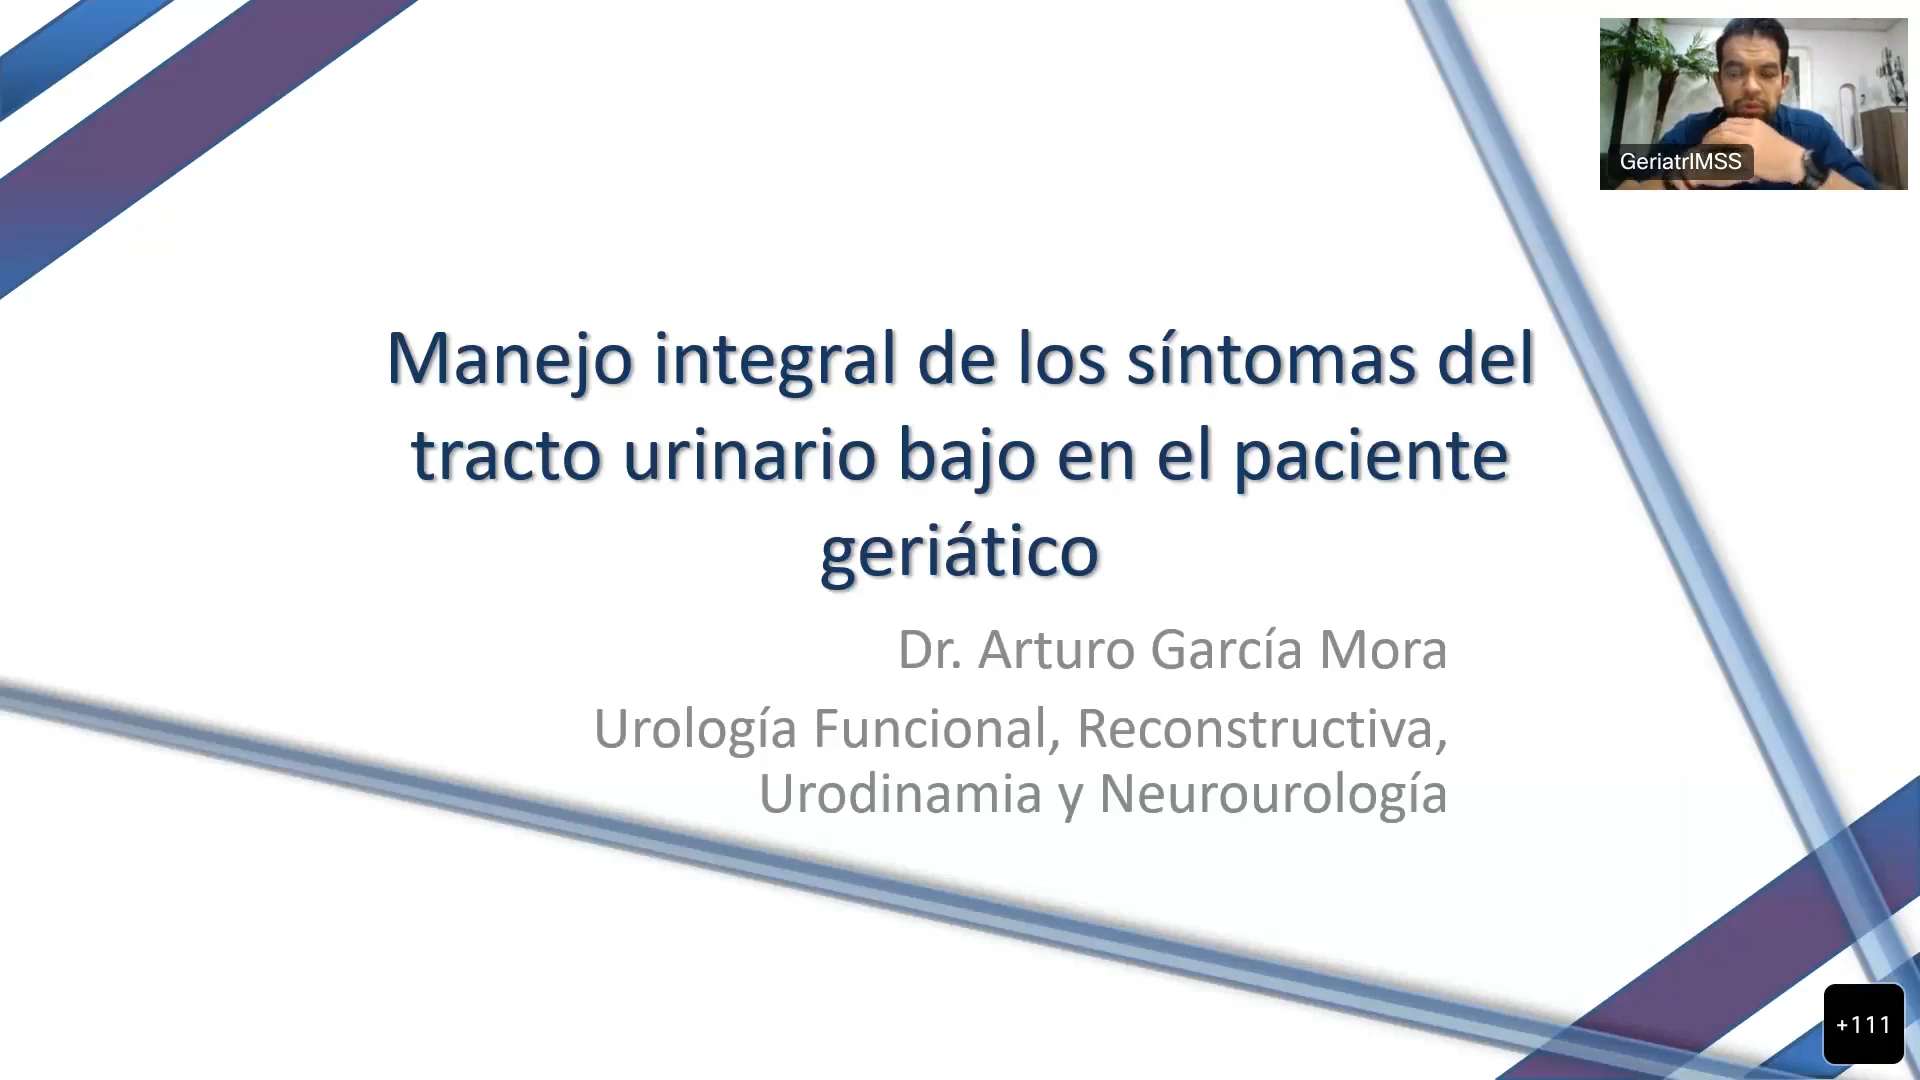 GeriatrIMSS
Manejo integral de los síntomas del
tracto urinario bajo en el paciente
geriático
Dr. Arturo García Mora
Urología Funcional, Reconstructiva,
Urodinamia y Neurourología
+111